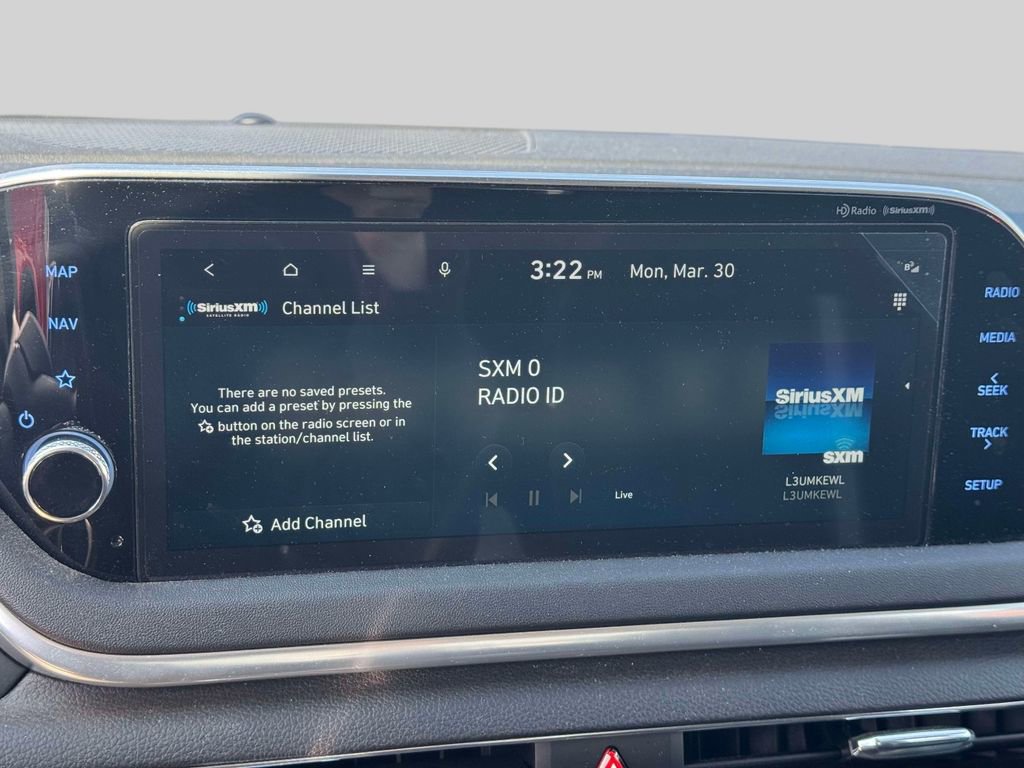 HD Radio SiriusXM
3:22 PM Mon, Mar. 30
SiriusXM
SATELLITE RADIO
Channel List
MAP
NAV
There are no saved presets.
You can add a preset by pressing the
button on the radio screen or in
the station/channel list.
Add Channel
SXM 0
RADIO ID
Live
SiriusXM
sxm
L3UMKEWL
L3UMKEWL
RADIO
MEDIA
SEEK
TRACK
SETUP